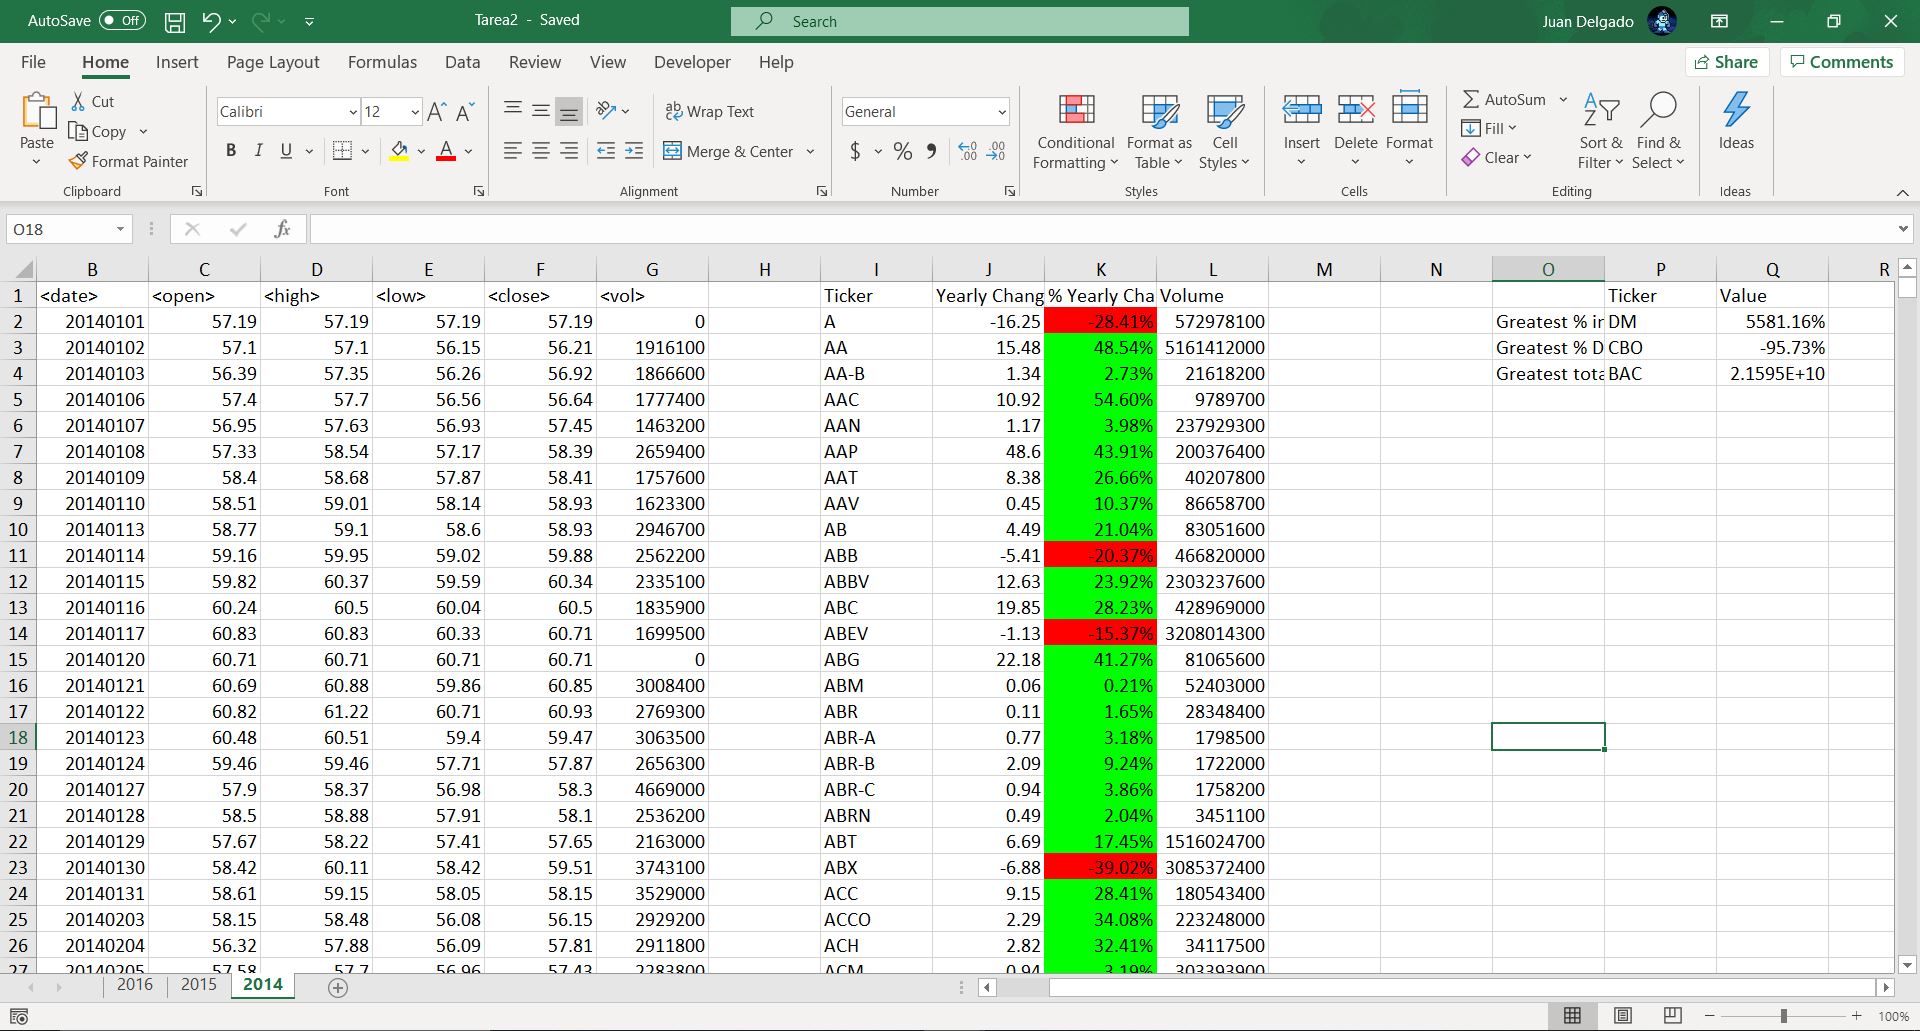 AutoSave Off Tarea2 - Saved Search Juan Delgado
File Home Insert Page Layout Formulas Data Review View Developer Help Share Comments
Paste Cut Copy Format Painter Clipboard
Calibri 12 B I U A Font
ab Wrap Text Merge & Center Alignment
General $ % Number
Conditional Formatting Format as Table Cell Styles Styles
Insert Delete Format Cells
AutoSum Fill Clear Sort & Filter Find & Select Editing
Ideas Ideas
O18 fx
B C D E F G H I J K L M N O P Q R
1 <date> <open> <high> <low> <close> <vol> Ticker Yearly Chang % Yearly Cha Volume Ticker Value
2 20140101 57.19 57.19 57.19 57.19 0 A -16.25 -28.41% 572978100 Greatest % in DM 5581.16%
3 20140102 57.1 57.1 56.15 56.21 1916100 AA 15.48 48.54% 5161412000 Greatest % D CBO -95.73%
4 20140103 56.39 57.35 56.26 56.92 1866600 AA-B 1.34 2.73% 21618200 Greatest tota BAC 2.1595E+10
5 20140106 57.4 57.7 56.56 56.64 1777400 AAC 10.92 54.60% 9789700
6 20140107 56.95 57.63 56.93 57.45 1463200 AAN 1.17 3.98% 237929300
7 20140108 57.33 58.54 57.17 58.39 2659400 AAP 48.6 43.91% 200376400
8 20140109 58.4 58.68 57.87 58.41 1757600 AAT 8.38 26.66% 40207800
9 20140110 58.51 59.01 58.14 58.93 1623300 AAV 0.45 10.37% 86658700
10 20140113 58.77 59.1 58.6 58.93 2946700 AB 4.49 21.04% 83051600
11 20140114 59.16 59.95 59.02 59.88 2562200 ABB -5.41 -20.37% 466820000
12 20140115 59.82 60.37 59.59 60.34 2335100 ABBV 12.63 23.92% 2303237600
13 20140116 60.24 60.5 60.04 60.5 1835900 ABC 19.85 28.23% 428969000
14 20140117 60.83 60.83 60.33 60.71 1699500 ABEV -1.13 -15.37% 3208014300
15 20140120 60.71 60.71 60.71 60.71 0 ABG 22.18 41.27% 81065600
16 20140121 60.69 60.88 59.86 60.85 3008400 ABM 0.06 0.21% 52403000
17 20140122 60.82 61.22 60.71 60.93 2769300 ABR 0.11 1.65% 28348400
18 20140123 60.48 60.51 59.4 59.47 3063500 ABR-A 0.77 3.18% 1798500
19 20140124 59.46 59.46 57.71 57.87 2656300 ABR-B 2.09 9.24% 1722000
20 20140127 57.9 58.37 56.98 58.3 4669000 ABR-C 0.94 3.86% 1758200
21 20140128 58.5 58.88 57.91 58.1 2536200 ABRN 0.49 2.04% 3451100
22 20140129 57.67 58.22 57.41 57.65 2163000 ABT 6.69 17.45% 1516024700
23 20140130 58.42 60.11 58.42 59.51 3743100 ABX -6.88 -39.02% 3085372400
24 20140131 58.61 59.15 58.05 58.15 3529000 ACC 9.15 28.41% 180543400
25 20140203 58.15 58.48 56.08 56.15 2929200 ACCO 2.29 34.08% 223248000
26 20140204 56.32 57.88 56.09 57.81 2911800 ACH 2.82 32.41% 34117500
27 20140205 57.58 57.7 56.96 57.43 2283800 ACM 0.94 3.19% 303393900
2016 2015 2014
100%